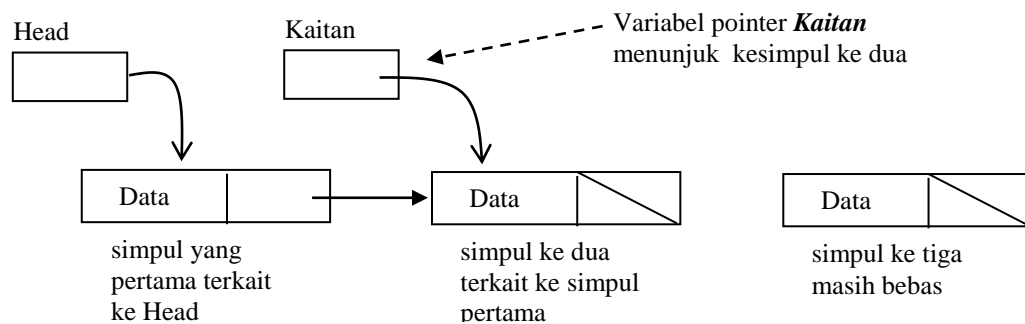 Head
Kaitan
Variabel pointer Kaitan
menunjuk kesimpul ke dua
Data
Data
Data
simpul yang
pertama terkait
ke Head
simpul ke dua
terkait ke simpul
pertama
simpul ke tiga
masih bebas